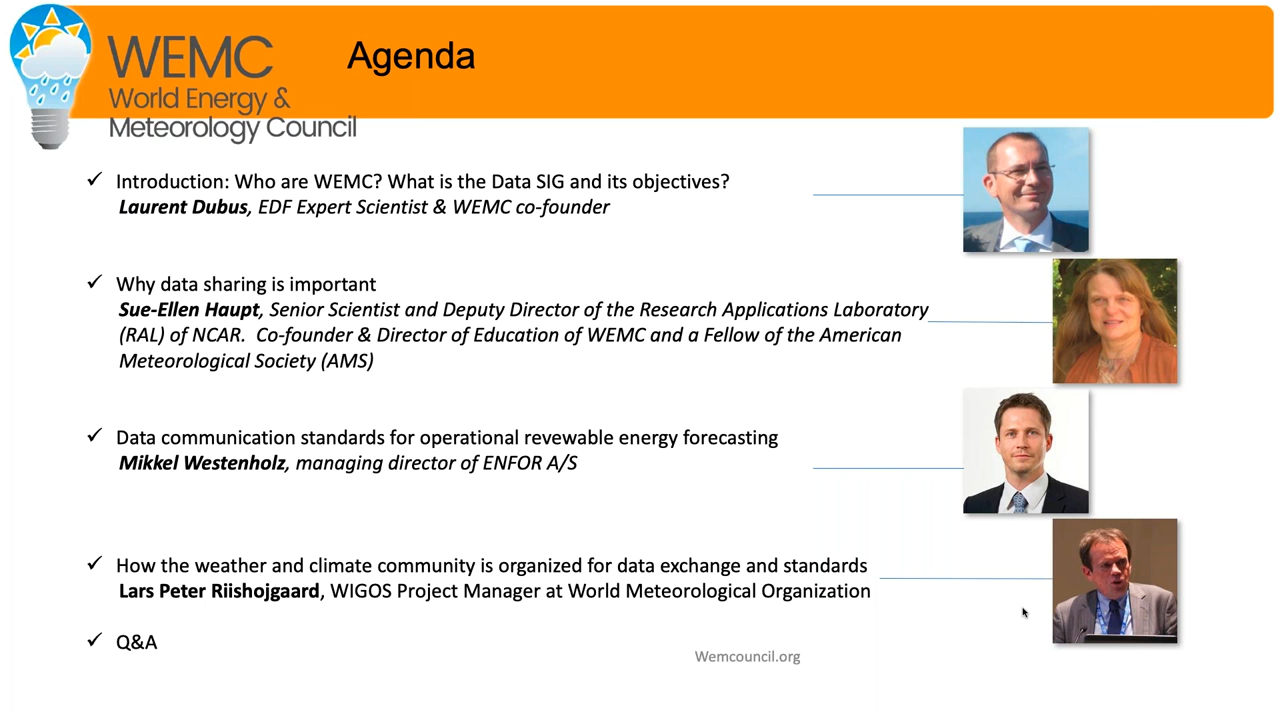 WEMC
World Energy &
Meteorology Council
Agenda
✓ Introduction: Who are WEMC? What is the Data SIG and its objectives?
Laurent Dubus, EDF Expert Scientist & WEMC co-founder
✓ Why data sharing is important
Sue-Ellen Haupt, Senior Scientist and Deputy Director of the Research Applications Laboratory
(RAL) of NCAR. Co-founder & Director of Education of WEMC and a Fellow of the American
Meteorological Society (AMS)
✓ Data communication standards for operational revewable energy forecasting
Mikkel Westenholz, managing director of ENFOR A/S
✓ How the weather and climate community is organized for data exchange and standards
Lars Peter Riishojgaard, WIGOS Project Manager at World Meteorological Organization
✓ Q&A
Wemcouncil.org